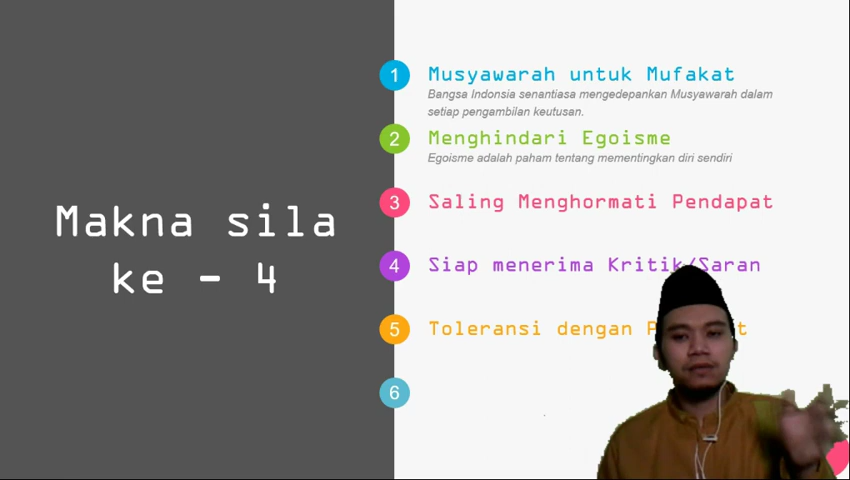 Makna sila
ke - 4
1 Musyawarah untuk Mufakat
Bangsa Indonsia senantiasa mengedepankan Musyawarah dalam
setiap pengambilan keutusan.
2 Menghindari Egoisme
Egoisme adalah paham tentang mementingkan diri sendiri
3 Saling Menghormati Pendapat
4 Siap menerima Kritik/Saran
5 Toleransi dengan
6